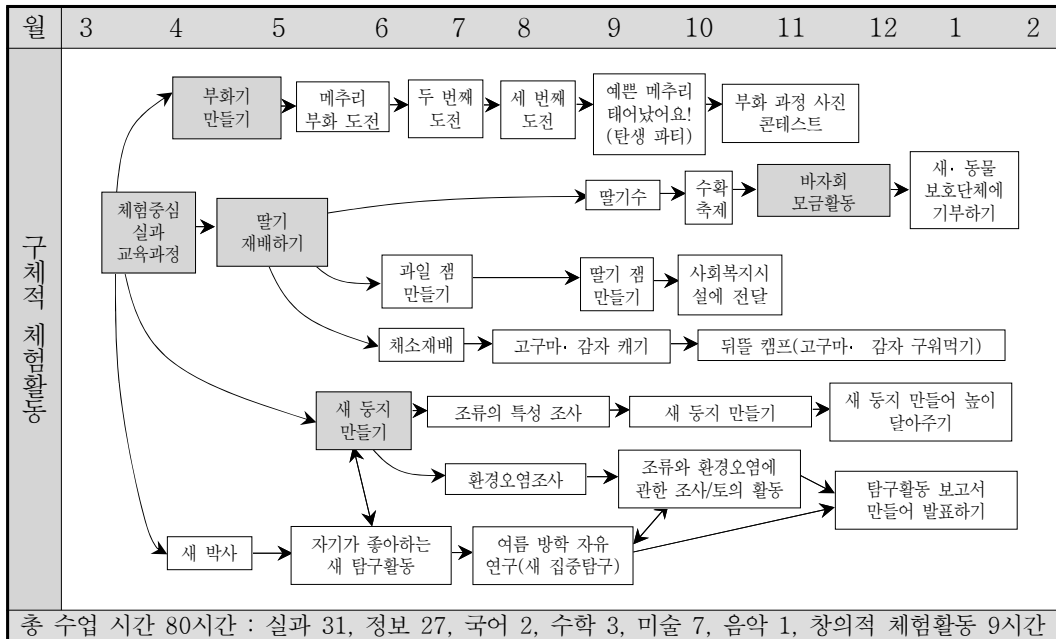 월 3 4 5 6 7 8 9 10 11 12 1 2
구체적 체험활동
부화기
만들기
메추리
부화 도전
두 번째
도전
세 번째
도전
예쁜 메추리
태어났어요!
(탄생 파티)
부화 과정 사진
콘테스트
체험중심
실과
교육과정
딸기
재배하기
딸기수
수확
축제
바자회
모금활동
새· 동물
보호단체에
기부하기
과일 잼
만들기
딸기 잼
만들기
사회복지시
설에 전달
채소재배
고구마· 감자 캐기
뒤뜰 캠프(고구마· 감자 구워먹기)
새 둥지
만들기
조류의 특성 조사
새 둥지 만들기
새 둥지 만들어 높이
달아주기
환경오염조사
조류와 환경오염에
관한 조사/토의 활동
탐구활동 보고서
만들어 발표하기
새 박사
자기가 좋아하는
새 탐구활동
여름 방학 자유
연구(새 집중탐구)
총 수업 시간 80시간 : 실과 31, 정보 27, 국어 2, 수학 3, 미술 7, 음악 1, 창의적 체험활동 9시간